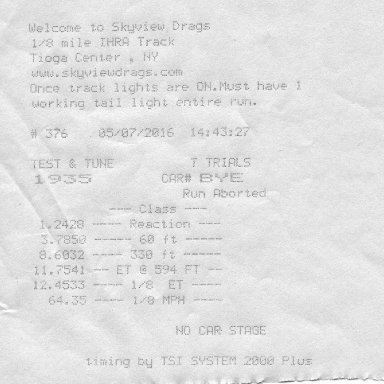 Welcome to Skyview Drags
1/8 mile IHRA Track
Tioga Center , NY
www.skyviewdrags.com
Once track lights are ON.Must have 1
working tail light entire run.
# 376 05/07/2016 14:43:27
TEST & TUNE T TRIALS
1935 CAR# BYE
Run Aborted
--- Class ---
1.2428 ---- Reaction ---
3.7850 ----- 60 ft -----
8.6032 ---- 330 ft -----
11.7541 -- ET @ 594 FT --
12.4533 ---- 1/8 ET ----
64.35 ---- 1/8 MPH ----
NO CAR STAGE
timing by TSI SYSTEM 2000 Plus